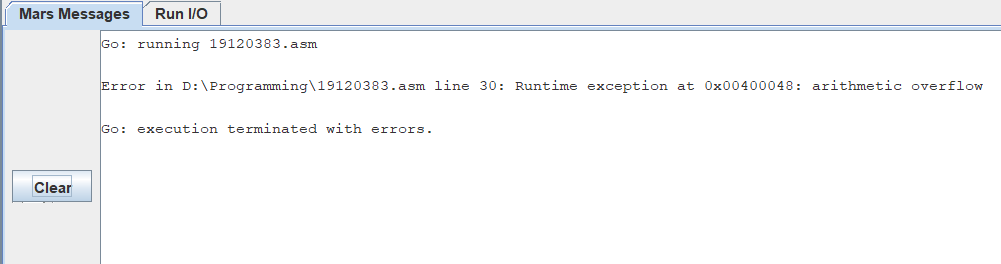 Mars Messages Run I/O
Go: running 19120383.asm
Error in D:\Programming\19120383.asm line 30: Runtime exception at 0x00400048: arithmetic overflow
Go: execution terminated with errors.
Clear